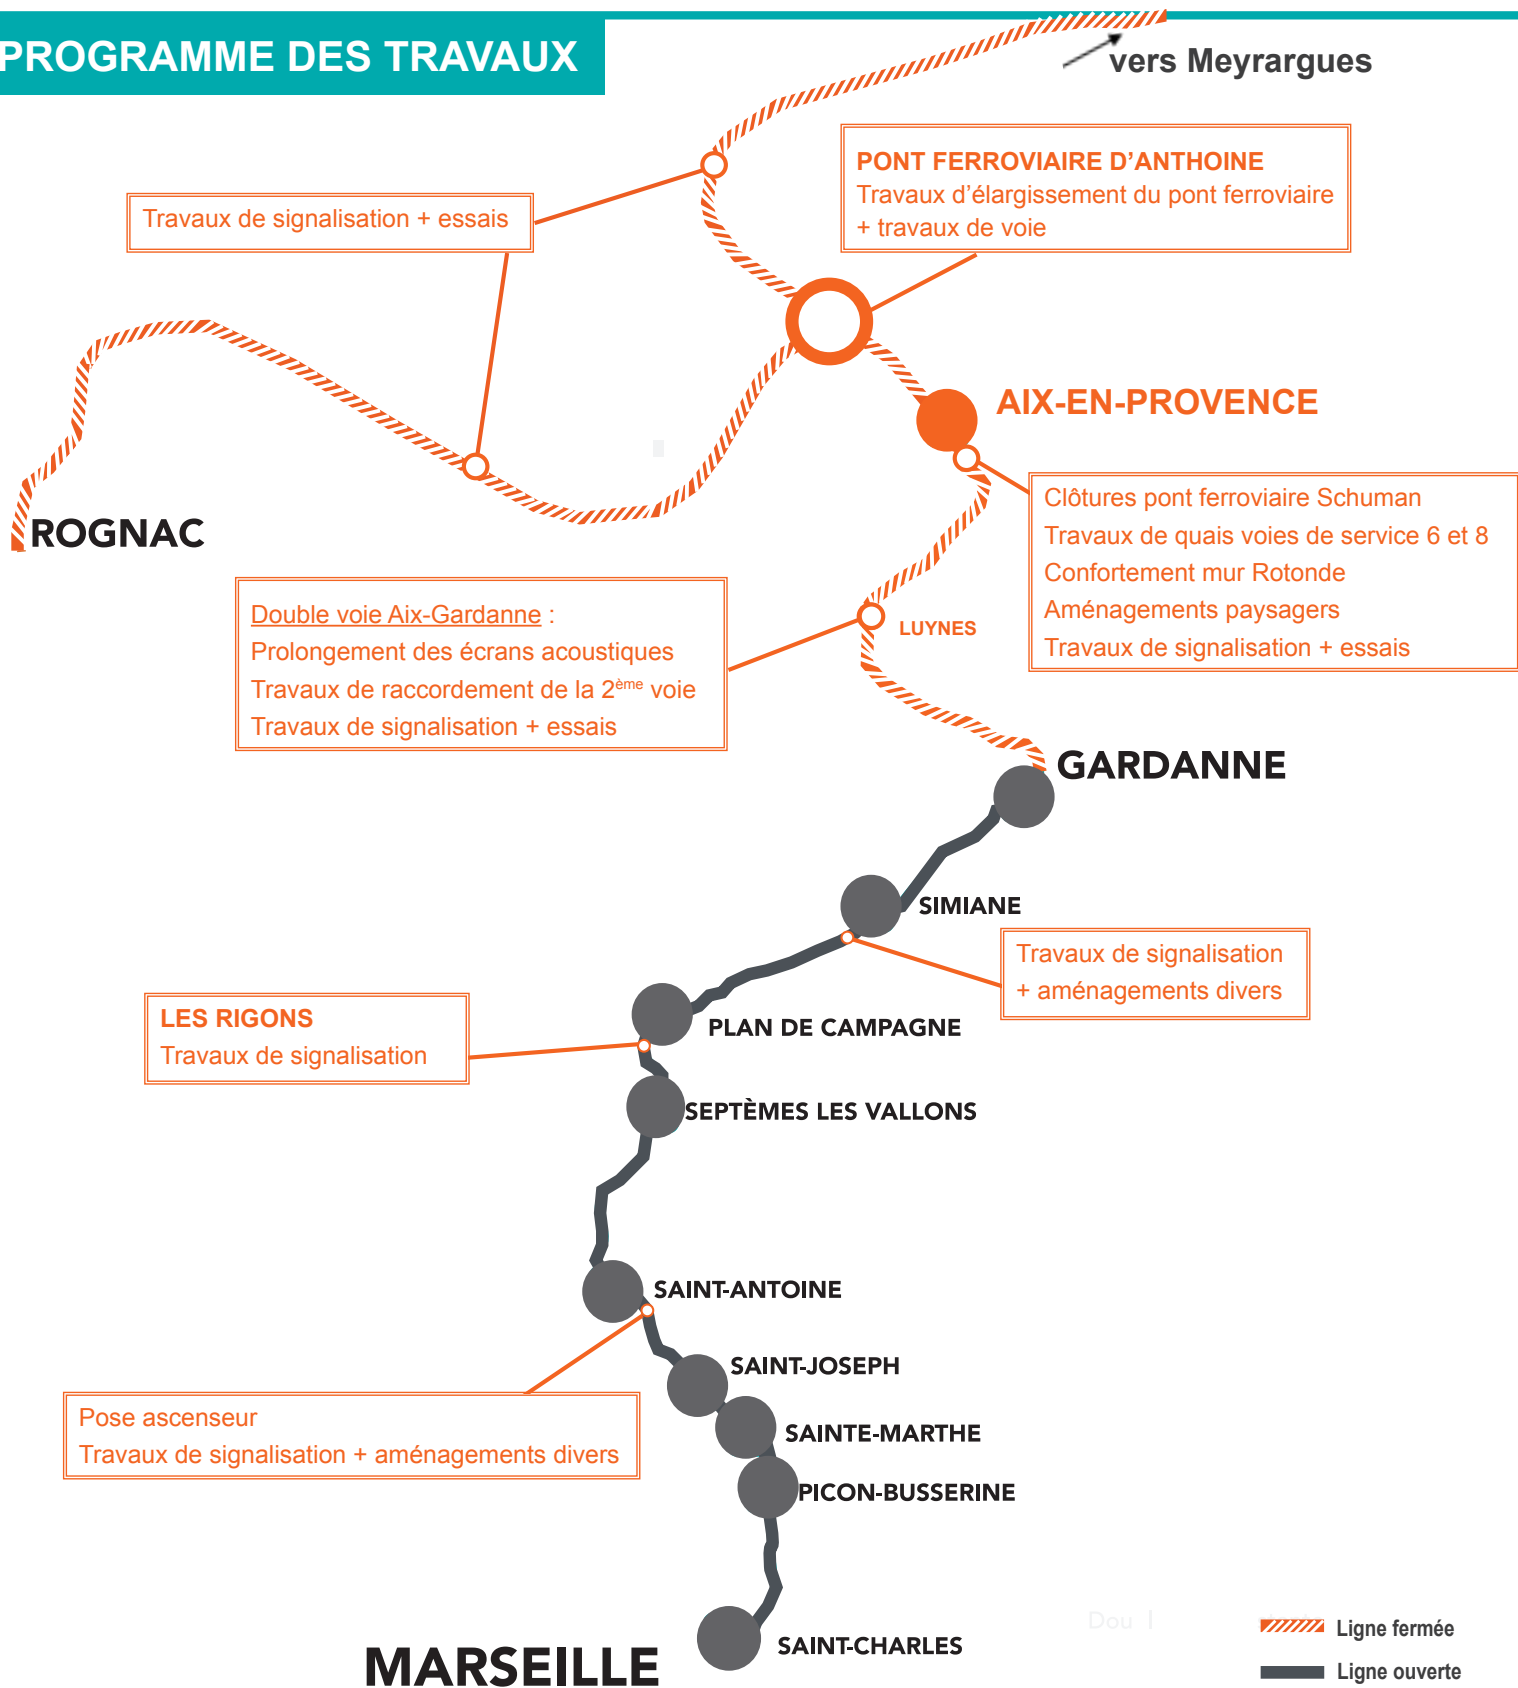 PROGRAMME DES TRAVAUX
vers Meyrargues
PONT FERROVIAIRE D’ANTHOINE
Travaux d’élargissement du pont ferroviaire
+ travaux de voie
Travaux de signalisation + essais
AIX-EN-PROVENCE
ROGNAC
Clôtures pont ferroviaire Schuman
Travaux de quais voies de service 6 et 8
Confortement mur Rotonde
Aménagements paysagers
Travaux de signalisation + essais
Double voie Aix-Gardanne :
Prolongement des écrans acoustiques
Travaux de raccordement de la 2ème voie
Travaux de signalisation + essais
LUYNES
GARDANNE
SIMIANE
Travaux de signalisation
+ aménagements divers
LES RIGONS
Travaux de signalisation
PLAN DE CAMPAGNE
SEPTÈMES LES VALLONS
SAINT-ANTOINE
SAINT-JOSEPH
Pose ascenseur
Travaux de signalisation + aménagements divers
SAINTE-MARTHE
PICON-BUSSERINE
SAINT-CHARLES
MARSEILLE
Dou
Ligne fermée
Ligne ouverte